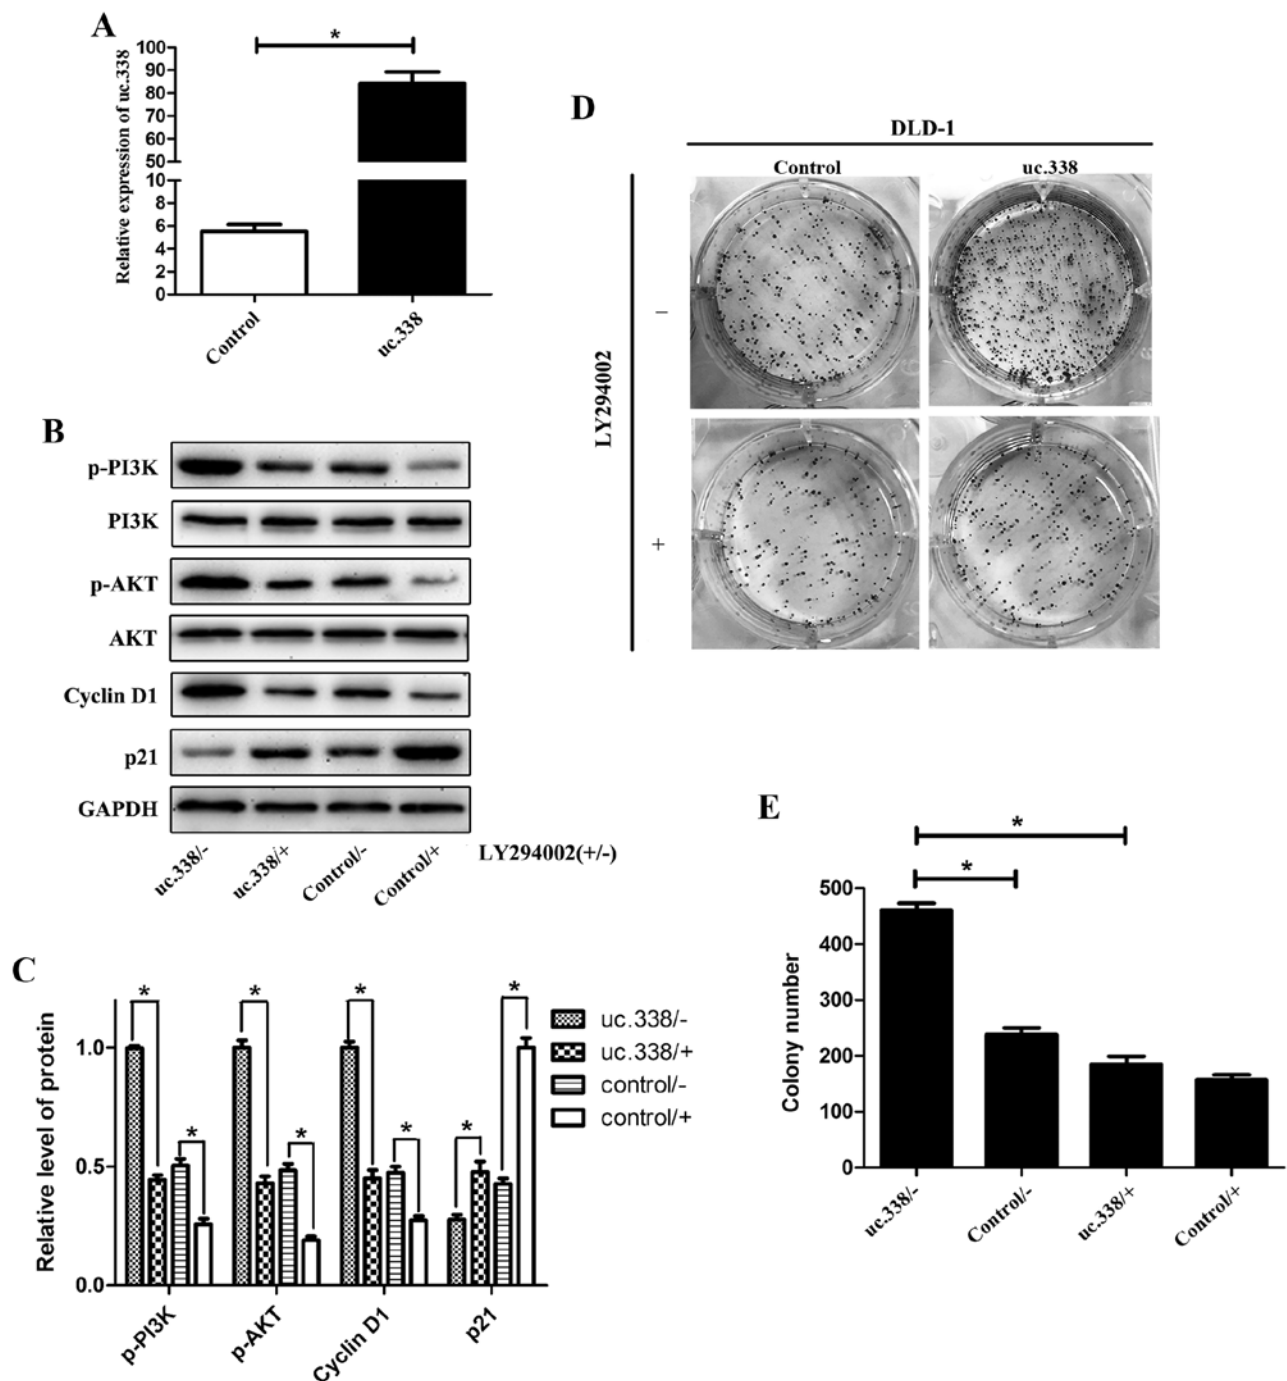 A
*
Relative expression of uc.338
100
90
80
70
60
50
10
8
6
4
2
0
Control
uc.338
B
p-PI3K
PI3K
p-AKT
AKT
Cyclin D1
p21
GAPDH
uc.338/-
uc.338/+
Control/-
Control/+
LY294002(+/-)
C
Relative level of protein
1.0
0.5
0.0
* * * * * * * *
uc.338/-
uc.338/+
control/-
control/+
p-PI3K
p-AKT
Cyclin D1
p21
D
DLD-1
Control
uc.338
LY294002
−
+
E
*
*
Colony number
500
400
300
200
100
0
uc.338/-
Control/-
uc.338/+
Control/+